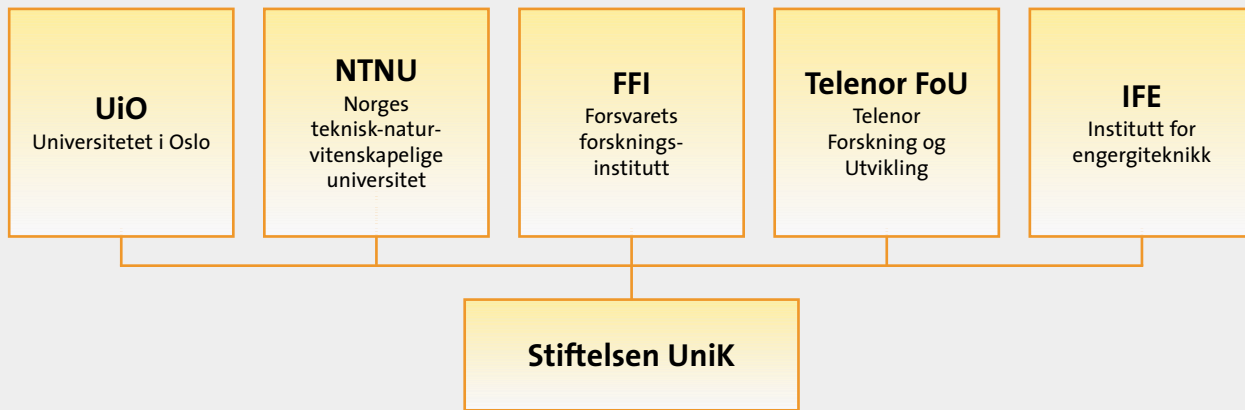 UiO
Universitetet i Oslo
NTNU
Norges
teknisk-natur-
vitenskapelige
universitet
FFI
Forsvarets
forsknings-
institutt
Telenor FoU
Telenor
Forskning og
Utvikling
IFE
Institutt for
engergiteknikk
Stiftelsen UniK